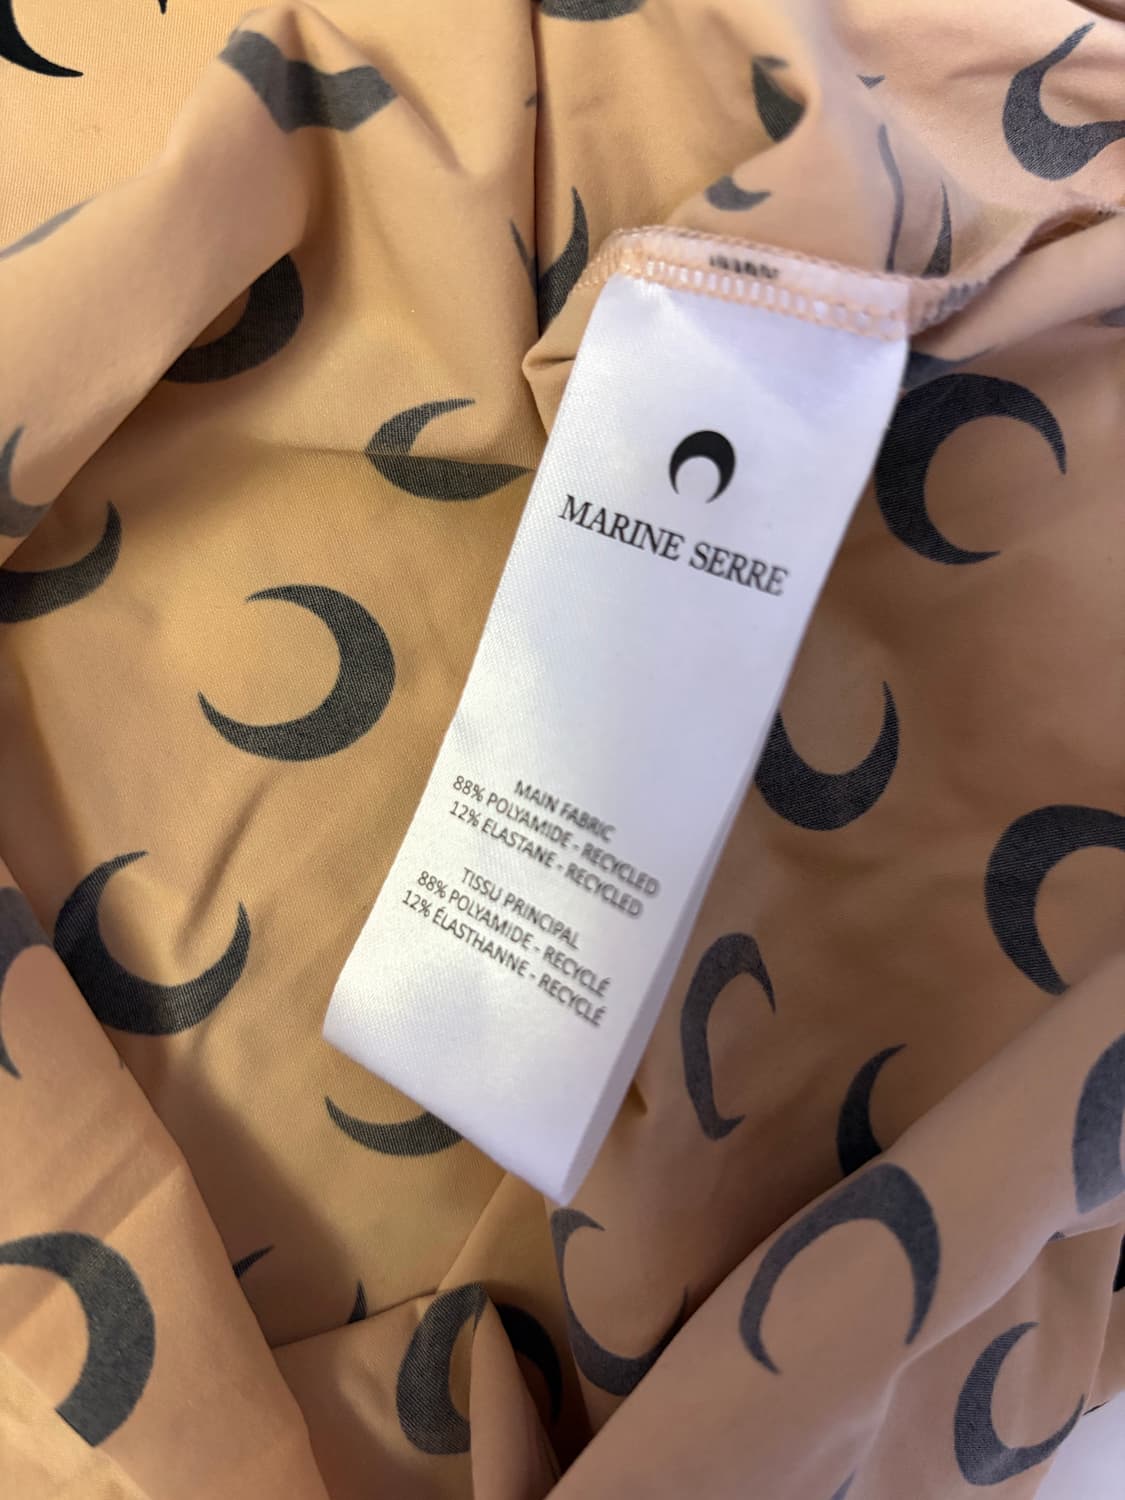 MARINE SERRE
MAIN FABRIC
88% POLYAMIDE - RECYCLED
12% ELASTANE - RECYCLED
TISSU PRINCIPAL
88% POLYAMIDE - RECYCLÉ
12% ÉLASTHANNE - RECYCLÉ